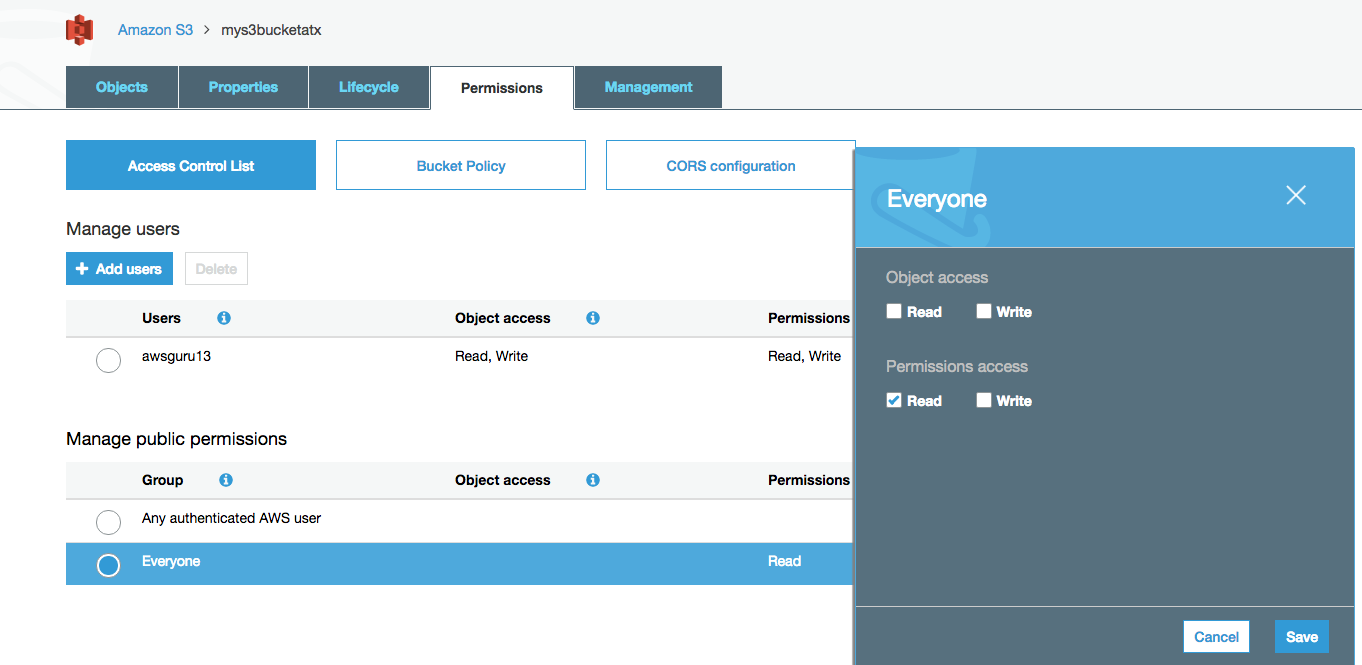 Amazon S3 > mys3bucketatx
Objects Properties Lifecycle Permissions Management
Access Control List Bucket Policy CORS configuration
Manage users
+ Add users Delete
Users Object access Permissions
awsguru13 Read, Write Read, Write
Manage public permissions
Group Object access Permissions
Any authenticated AWS user
Everyone Read
Everyone
Object access
Read Write
Permissions access
Read Write
Cancel Save